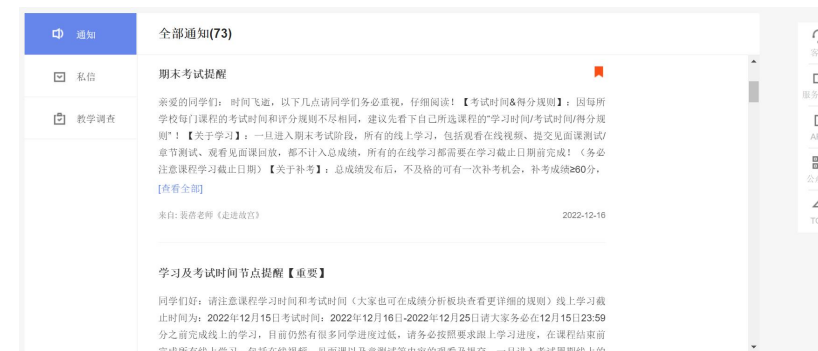 通知
全部通知(73)
私信
教学调查
期末考试提醒
亲爱的同学们： 时间飞逝，以下几点请同学们务必重视，仔细阅读！【考试时间&得分规则】：因每所
学校每门课程的考试时间和评分规则不尽相同，建议先看下自己所选课程的“学习时间/考试时间/得分规
则”！【关于学习】：一旦进入期末考试阶段，所有的线上学习，包括观看在线视频、提交见面课测试/
章节测试、观看见面课回放，都不计入总成绩，所有的在线学习都需要在学习截止日期前完成！（务必
注意课程学习截止日期）【关于补考】：总成绩发布后，不及格的可有一次补考机会，补考成绩≥60分，
[查看全部]
来自: 裴蓓老师《走进故宫》
2022-12-16
学习及考试时间节点提醒【重要】
同学们好：请注意课程学习时间和考试时间（大家也可在成绩分析板块查看更详细的规则）线上学习截
止时间为：2022年12月15日考试时间：2022年12月16日-2022年12月25日请大家务必在12月15日23:59
分之前完成线上的学习，目前仍然有很多同学进度过低，请务必按照要求跟上学习进度，在课程结束前